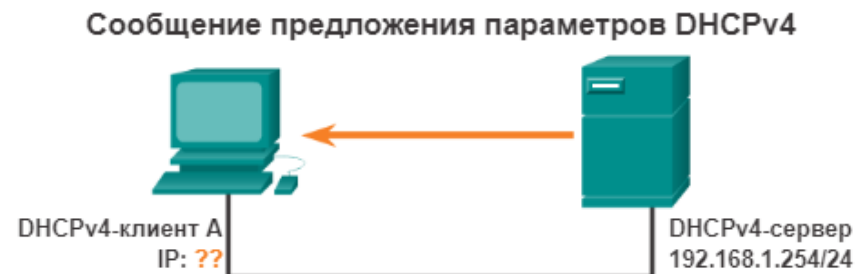 Сообщение предложения параметров DHCPv4
DHCPv4-клиент A
IP: ??
DHCPv4-сервер
192.168.1.254/24